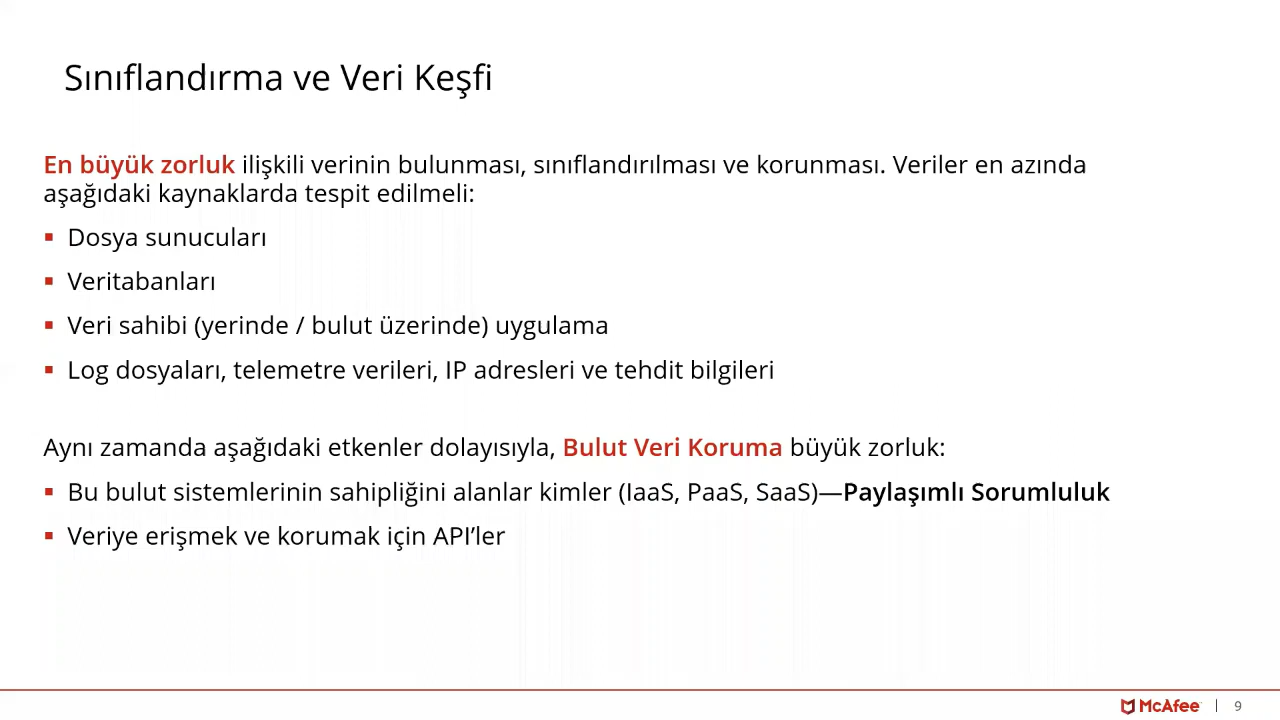 Sınıflandırma ve Veri Keşfi
En büyük zorluk ilişkili verinin bulunması, sınıflandırılması ve korunması. Veriler en azında
aşağıdaki kaynaklarda tespit edilmeli:
▪ Dosya sunucuları
▪ Veritabanları
▪ Veri sahibi (yerinde / bulut üzerinde) uygulama
▪ Log dosyaları, telemetre verileri, IP adresleri ve tehdit bilgileri
Aynı zamanda aşağıdaki etkenler dolayısıyla, Bulut Veri Koruma büyük zorluk:
▪ Bu bulut sistemlerinin sahipliğini alanlar kimler (IaaS, PaaS, SaaS)—Paylaşımlı Sorumluluk
▪ Veriye erişmek ve korumak için API’ler
McAfee | 9